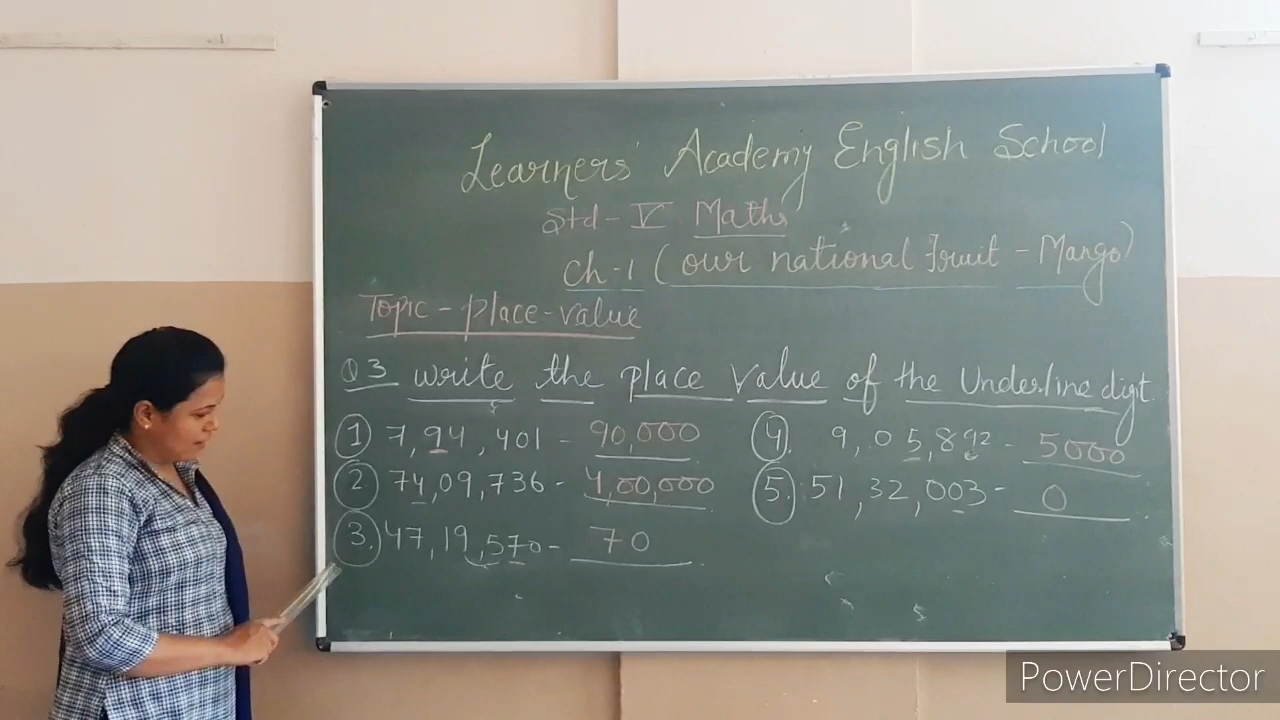 Learners' Academy English School
Std - V Maths
Ch-1 (our national fruit - Mango)
Topic - place-value
Q 3 write the place value of the Underline digit.
1 7,94,401 - 90,000
2 74,09,736 - 4,00,000
3. 47,19,570 - 70
4. 9,05,892 - 5000
5. 51,32,003 - 0
PowerDirector